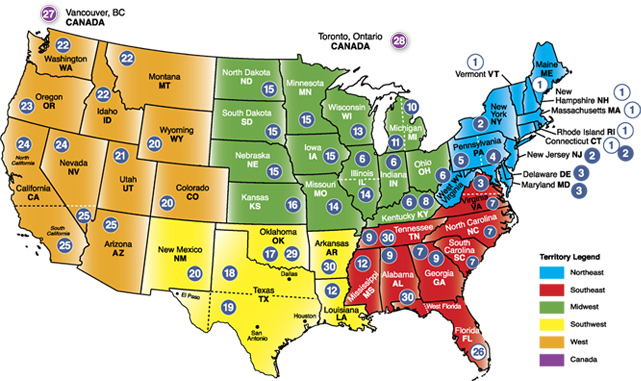 27
Vancouver, BC
CANADA
Toronto, Ontario
CANADA
28
22
Washington
WA
22
Montana
MT
North Dakota
ND
15
Minnesota
MN
15
1
Vermont VT
Maine
ME
1
New
Hampshire NH
1
Massachusetts MA
1
Rhode Island RI
1
Connecticut CT
1
New Jersey NJ
2
2
Delaware DE
3
Maryland MD
3
23
Oregon
OR
22
Idaho
ID
20
Wyoming
WY
South Dakota
SD
15
Wisconsin
WI
13
10
11
Michigan
MI
New
York
NY
2
24
North California
California
CA
South California
25
25
24
Nevada
NV
21
Utah
UT
Colorado
CO
20
Nebraska
NE
15
Iowa
IA
15
6
Illinois
IL
14
6
Indiana
IN
Ohio
OH
6
Pennsylvania
PA
5
4
West WV
Virginia
3
Virginia
VA
7
Kansas
KS
16
Missouri
MO
14
Kentucky KY
6
8
25
Arizona
AZ
New Mexico
NM
20
Oklahoma
OK
17
29
Arkansas
AR
30
9
30
Tennessee
TN
North Carolina
NC
7
South
Carolina
SC
7
El Paso
18
Texas
TX
19
Dallas
Houston
San
Antonio
12
Louisiana
LA
12
Mississippi
MS
9
Alabama
AL
30
7
9
Georgia
GA
West Florida
Florida
FL
26
Territory Legend
Northeast
Southeast
Midwest
Southwest
West
Canada